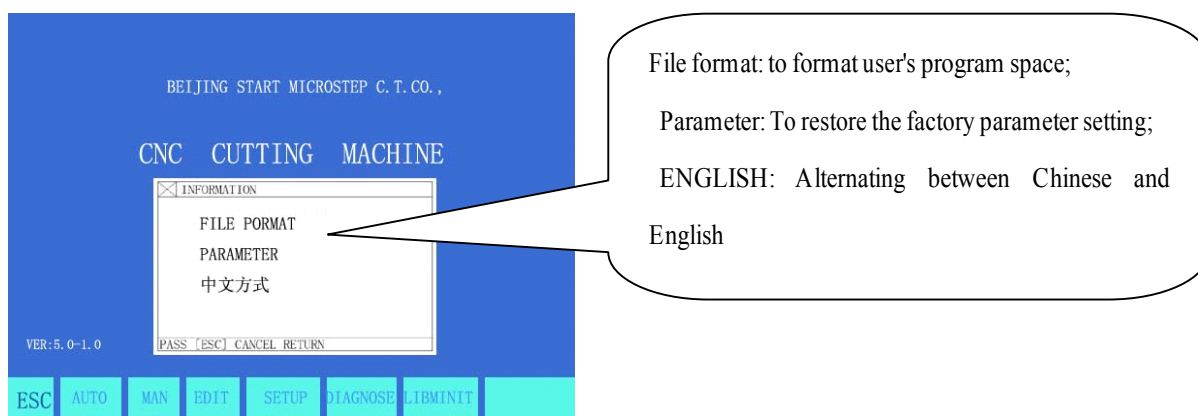 BEIJING START MICROSTEP C.T.CO.,
CNC CUTTING MACHINE
INFORMATION
FILE PORMAT
PARAMETER
中文方式
PASS [ESC] CANCEL RETURN
VER:5.0-1.0
ESC AUTO MAN EDIT SETUP DIAGNOSE LIBMINIT
File format: to format user's program space;
Parameter: To restore the factory parameter setting;
ENGLISH: Alternating between Chinese and
English